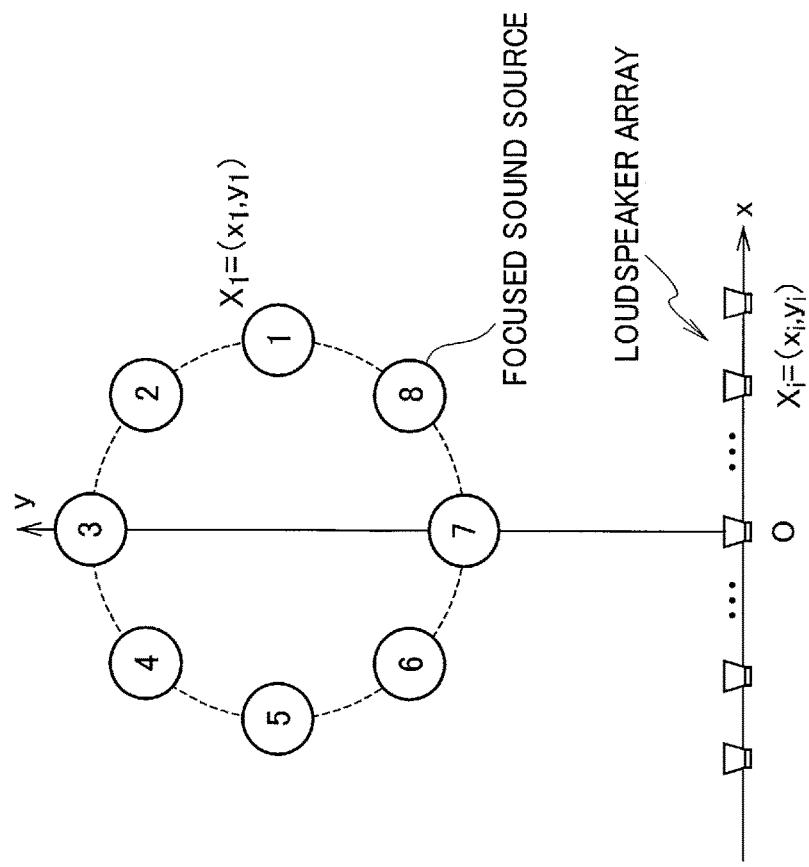 y
X1=(x1,y1)
3
2
4
1
5
8
6
7
FOCUSED SOUND SOURCE
LOUDSPEAKER ARRAY
x
....
....
O
Xi=(xi,yi)